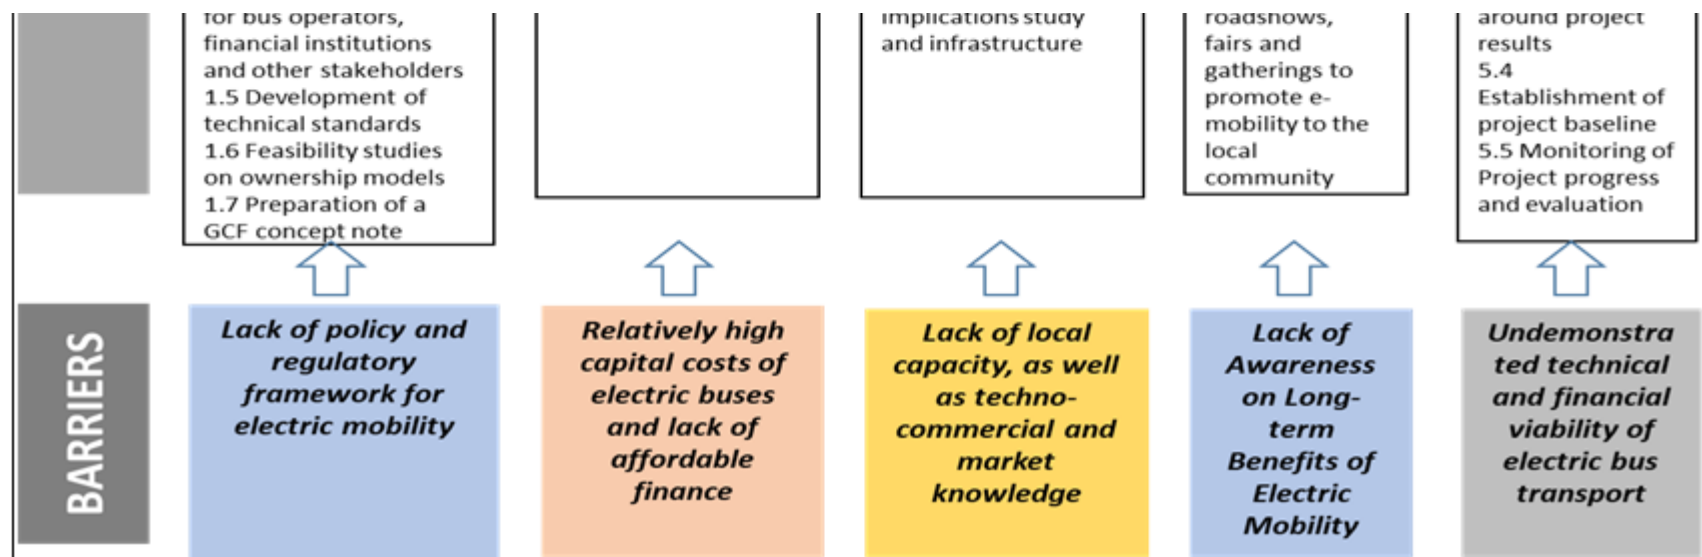 for bus operators,
financial institutions
and other stakeholders
1.5 Development of
technical standards
1.6 Feasibility studies
on ownership models
1.7 Preparation of a
GCF concept note
implications study
and infrastructure
roadshows,
fairs and
gatherings to
promote e-
mobility to the
local
community
around project
results
5.4
Establishment of
project baseline
5.5 Monitoring of
Project progress
and evaluation
BARRIERS
Lack of policy and
regulatory
framework for
electric mobility
Relatively high
capital costs of
electric buses
and lack of
affordable
finance
Lack of local
capacity, as well
as techno-
commercial and
market
knowledge
Lack of
Awareness
on Long-
term
Benefits of
Electric
Mobility
Undemonstra
ted technical
and financial
viability of
electric bus
transport